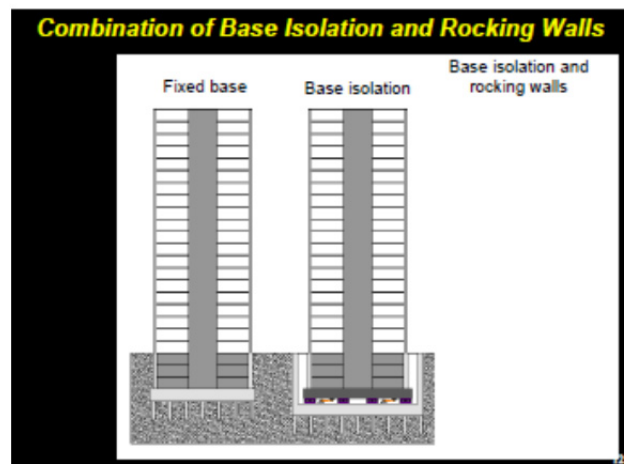 Combination of Base Isolation and Rocking Walls
Fixed base
Base isolation
Base isolation and
rocking walls